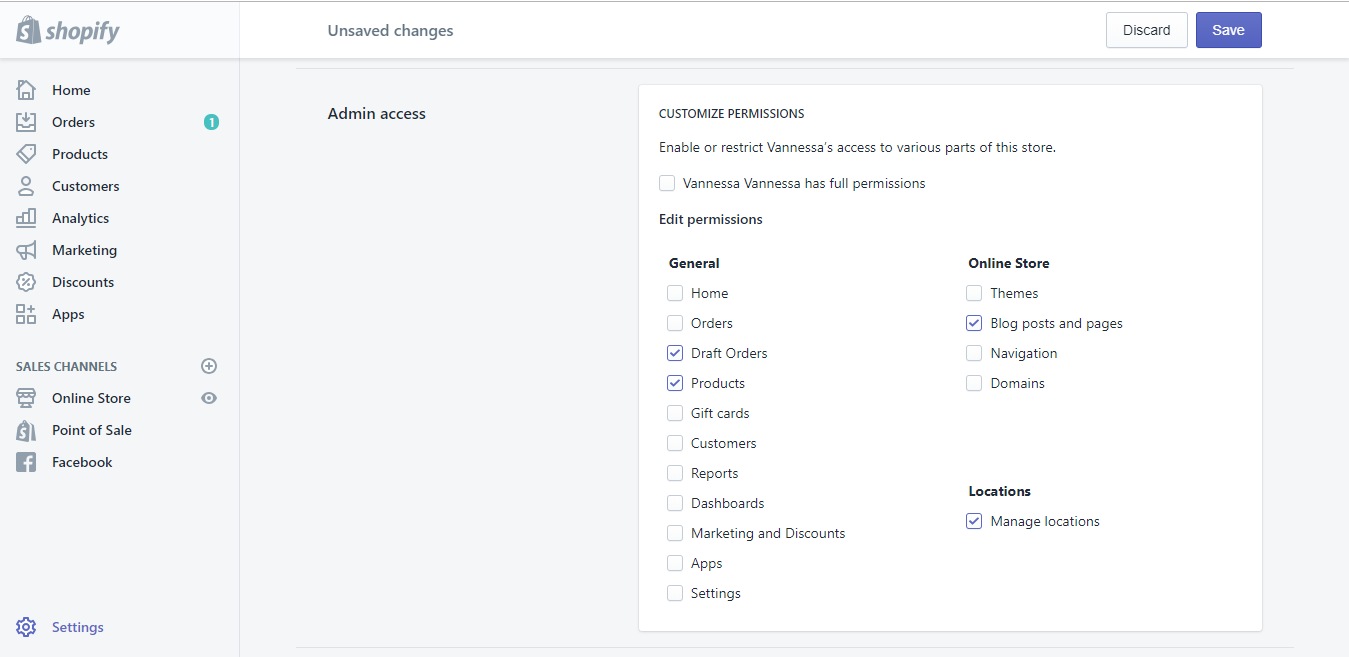 shopify
Unsaved changes
Discard
Save
Home
Orders
1
Products
Customers
Analytics
Marketing
Discounts
Apps
SALES CHANNELS
Online Store
Point of Sale
Facebook
Settings
Admin access
CUSTOMIZE PERMISSIONS
Enable or restrict Vannessa's access to various parts of this store.
Vannessa Vannessa has full permissions
Edit permissions
General
Home
Orders
Draft Orders
Products
Gift cards
Customers
Reports
Dashboards
Marketing and Discounts
Apps
Settings
Online Store
Themes
Blog posts and pages
Navigation
Domains
Locations
Manage locations